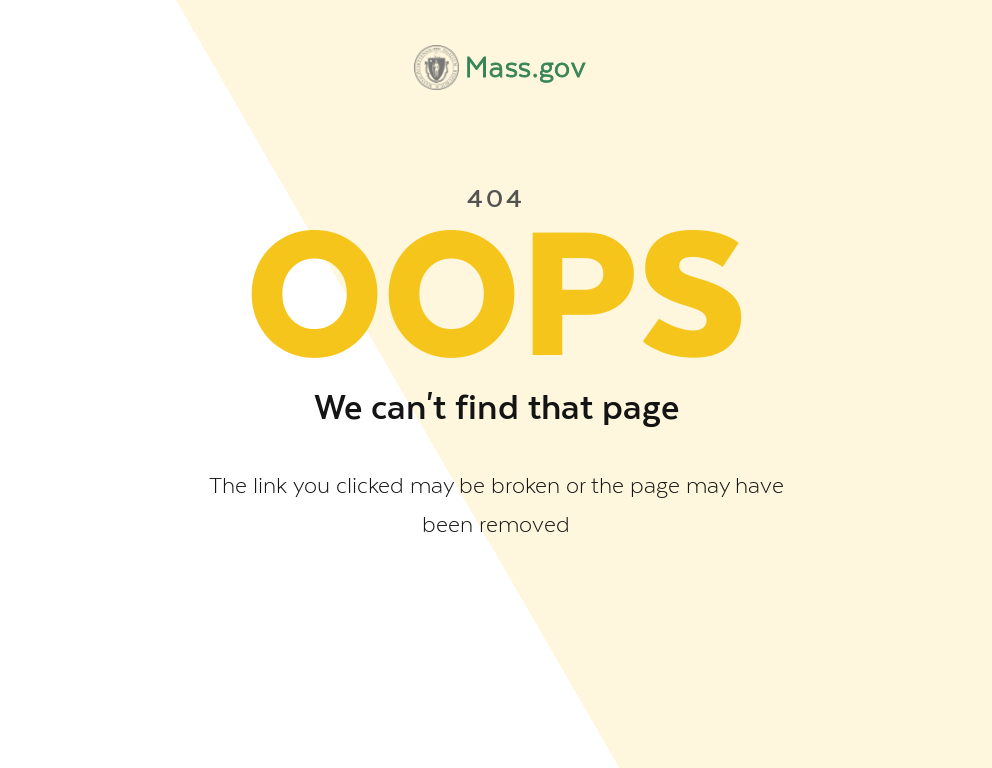 Mass.gov
404
OOPS
We can't find that page
The link you clicked may be broken or the page may have
been removed